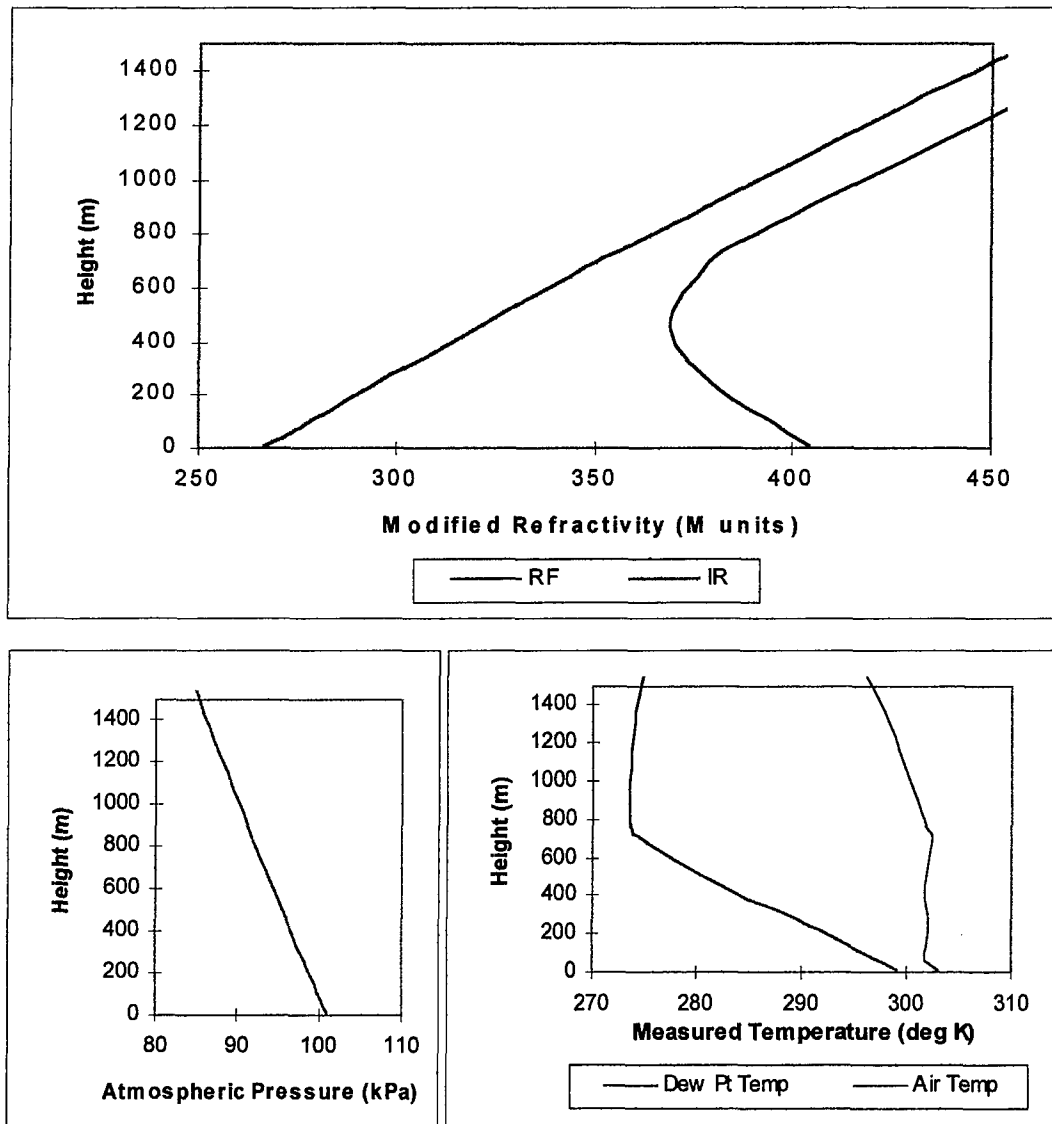 1400
1200
1000
800
600
400
200
0
Height (m)
250 300 350 400 450
Modified Refractivity (M units)
RF IR
1400
1200
1000
800
600
400
200
0
Height (m)
80 90 100 110
Atmospheric Pressure (kPa)
1400
1200
1000
800
600
400
200
0
Height (m)
270 280 290 300 310
Measured Temperature (deg K)
Dew Pt Temp Air Temp